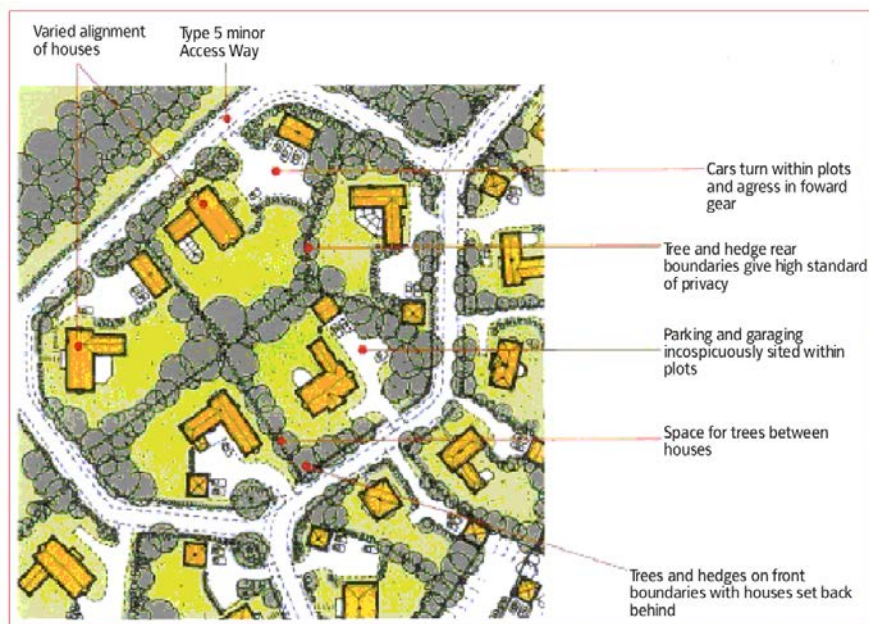 Varied alignment
of houses
Type 5 minor
Access Way
Cars turn within plots
and agress in foward
gear
Tree and hedge rear
boundaries give high standard
of privacy
Parking and garaging
incospicuously sited within
plots
Space for trees between
houses
Trees and hedges on front
boundaries with houses set back
behind